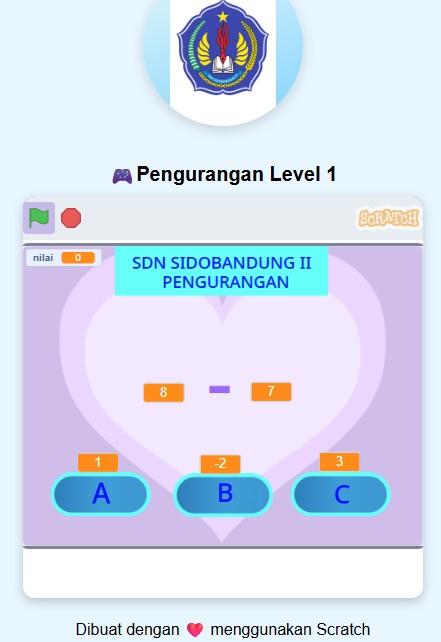 Pengurangan Level 1
SCRATCH
nilai 0
SDN SIDOBANDUNG II
PENGURANGAN
8 - 7
1 -2 3
A B C
Dibuat dengan menggunakan Scratch